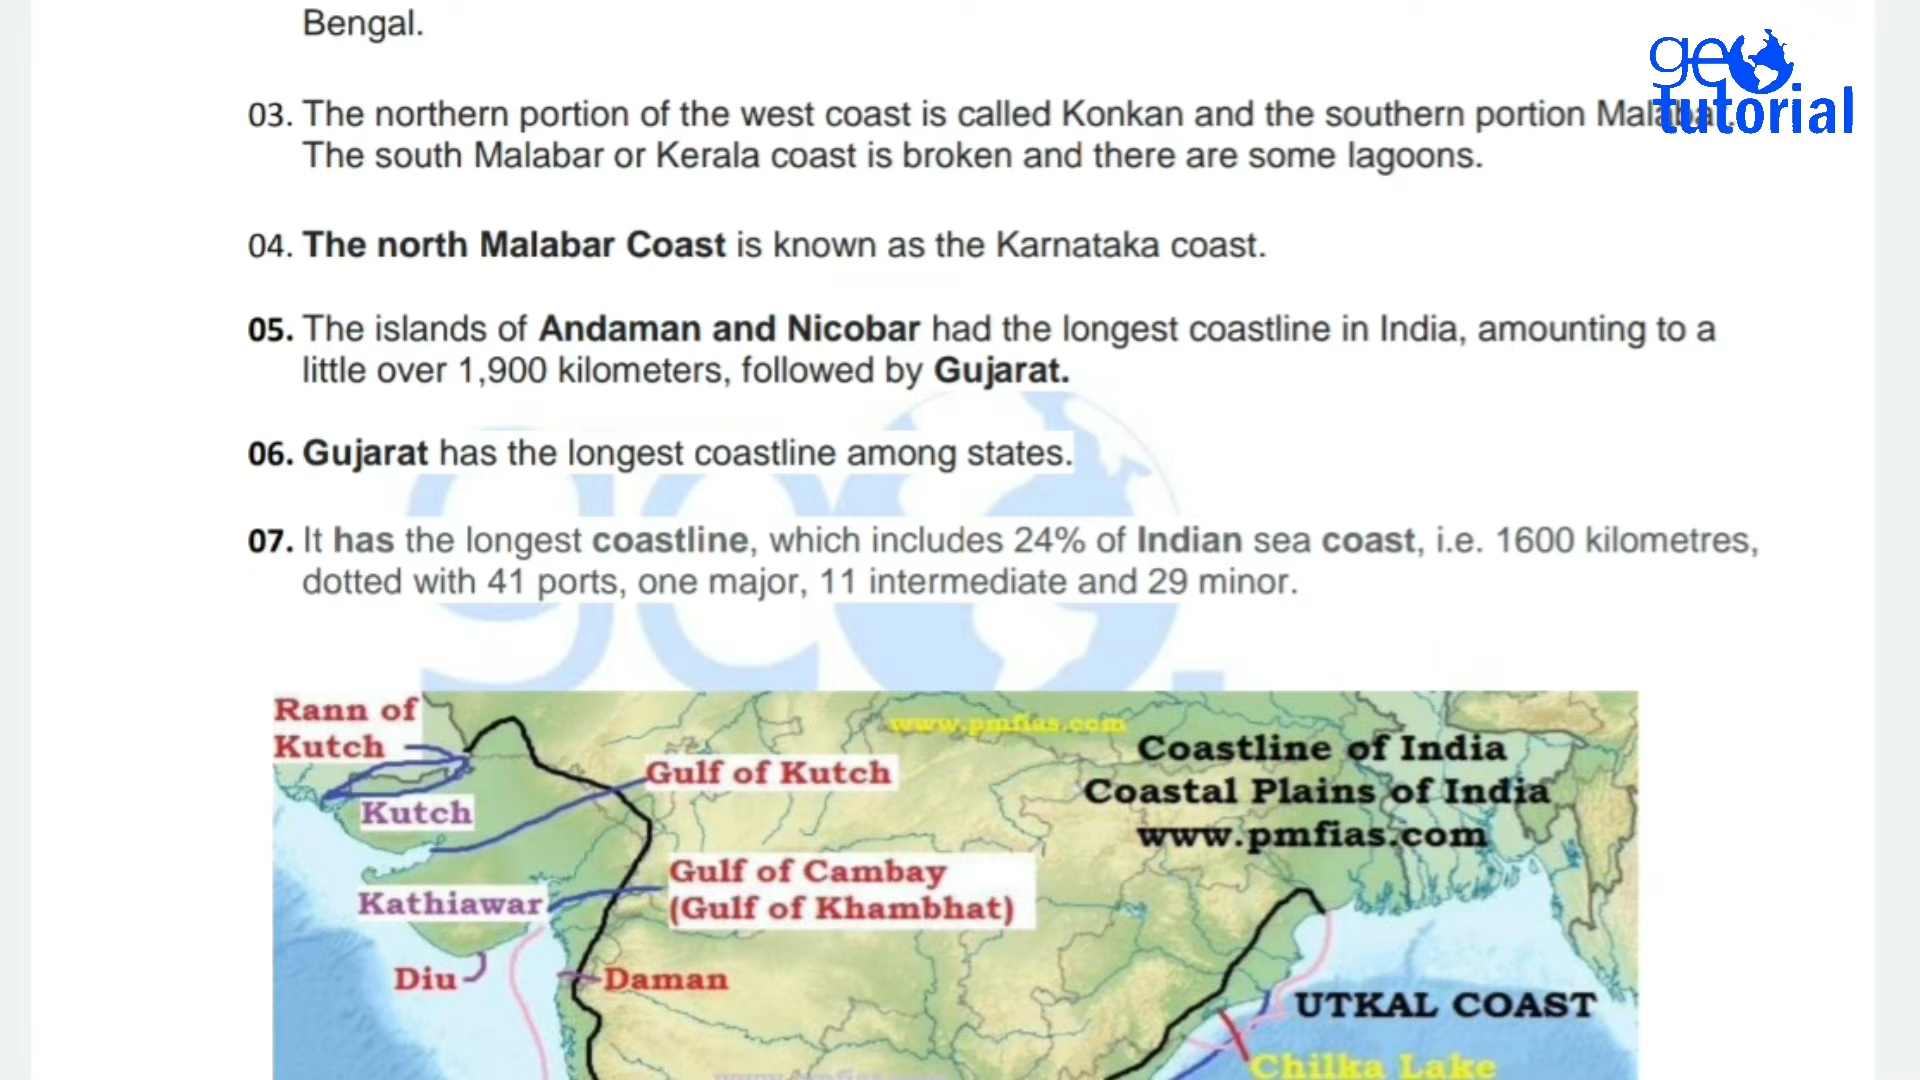 Bengal.
geo
tutorial
03. The northern portion of the west coast is called Konkan and the southern portion Malabar.
The south Malabar or Kerala coast is broken and there are some lagoons.
04. The north Malabar Coast is known as the Karnataka coast.
05. The islands of Andaman and Nicobar had the longest coastline in India, amounting to a
little over 1,900 kilometers, followed by Gujarat.
06. Gujarat has the longest coastline among states.
07. It has the longest coastline, which includes 24% of Indian sea coast, i.e. 1600 kilometres,
dotted with 41 ports, one major, 11 intermediate and 29 minor.
Rann of
Kutch
www.pmfias.com
Coastline of India
Gulf of Kutch
Coastal Plains of India
Kutch
www.pmfias.com
Gulf of Cambay
Kathiawar
(Gulf of Khambhat)
Diu
Daman
UTKAL COAST
Chilka Lake
www.pmfias.com